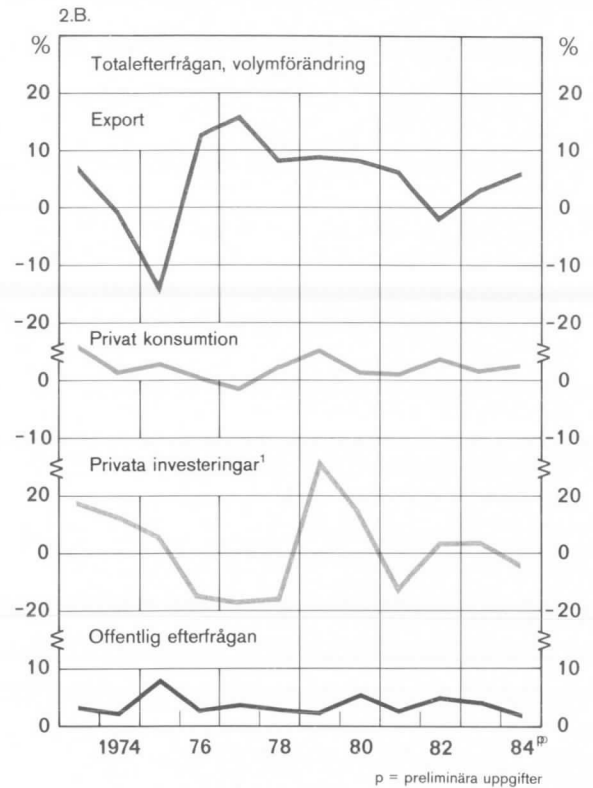 2.B.
% %
Totalefterfrågan, volymförändring
20 20
Export
10 10
0 0
-10 -10
-20 -20
Privat konsumtion
0 0
-10 -10
Privata investeringar¹
20 20
0 0
-20 -20
Offentlig efterfrågan
10 10
0 0
1974 76 78 80 82 84 p
p = preliminära uppgifter